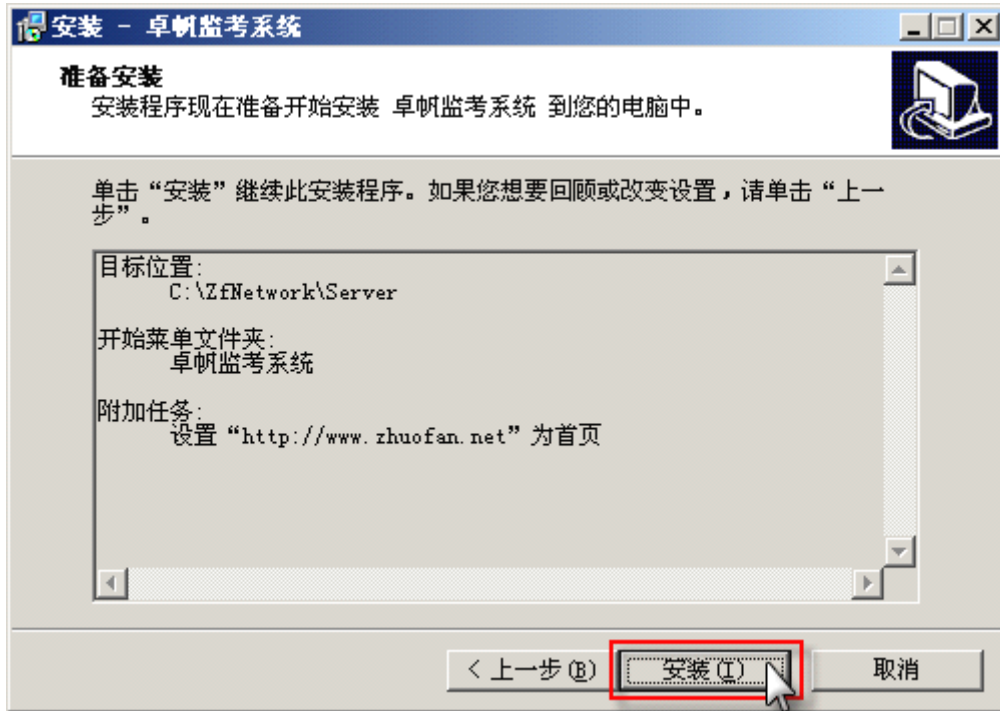 安装 - 卓帆监考系统
准备安装
安装程序现在准备开始安装 卓帆监考系统 到您的电脑中。
单击“安装”继续此安装程序。如果您想要回顾或改变设置，请单击“上一
步”。
目标位置:
C:\ZfNetwork\Server
开始菜单文件夹:
卓帆监考系统
附加任务:
设置“http://www.zhuofan.net”为首页
< 上一步(B)
安装(I)
取消